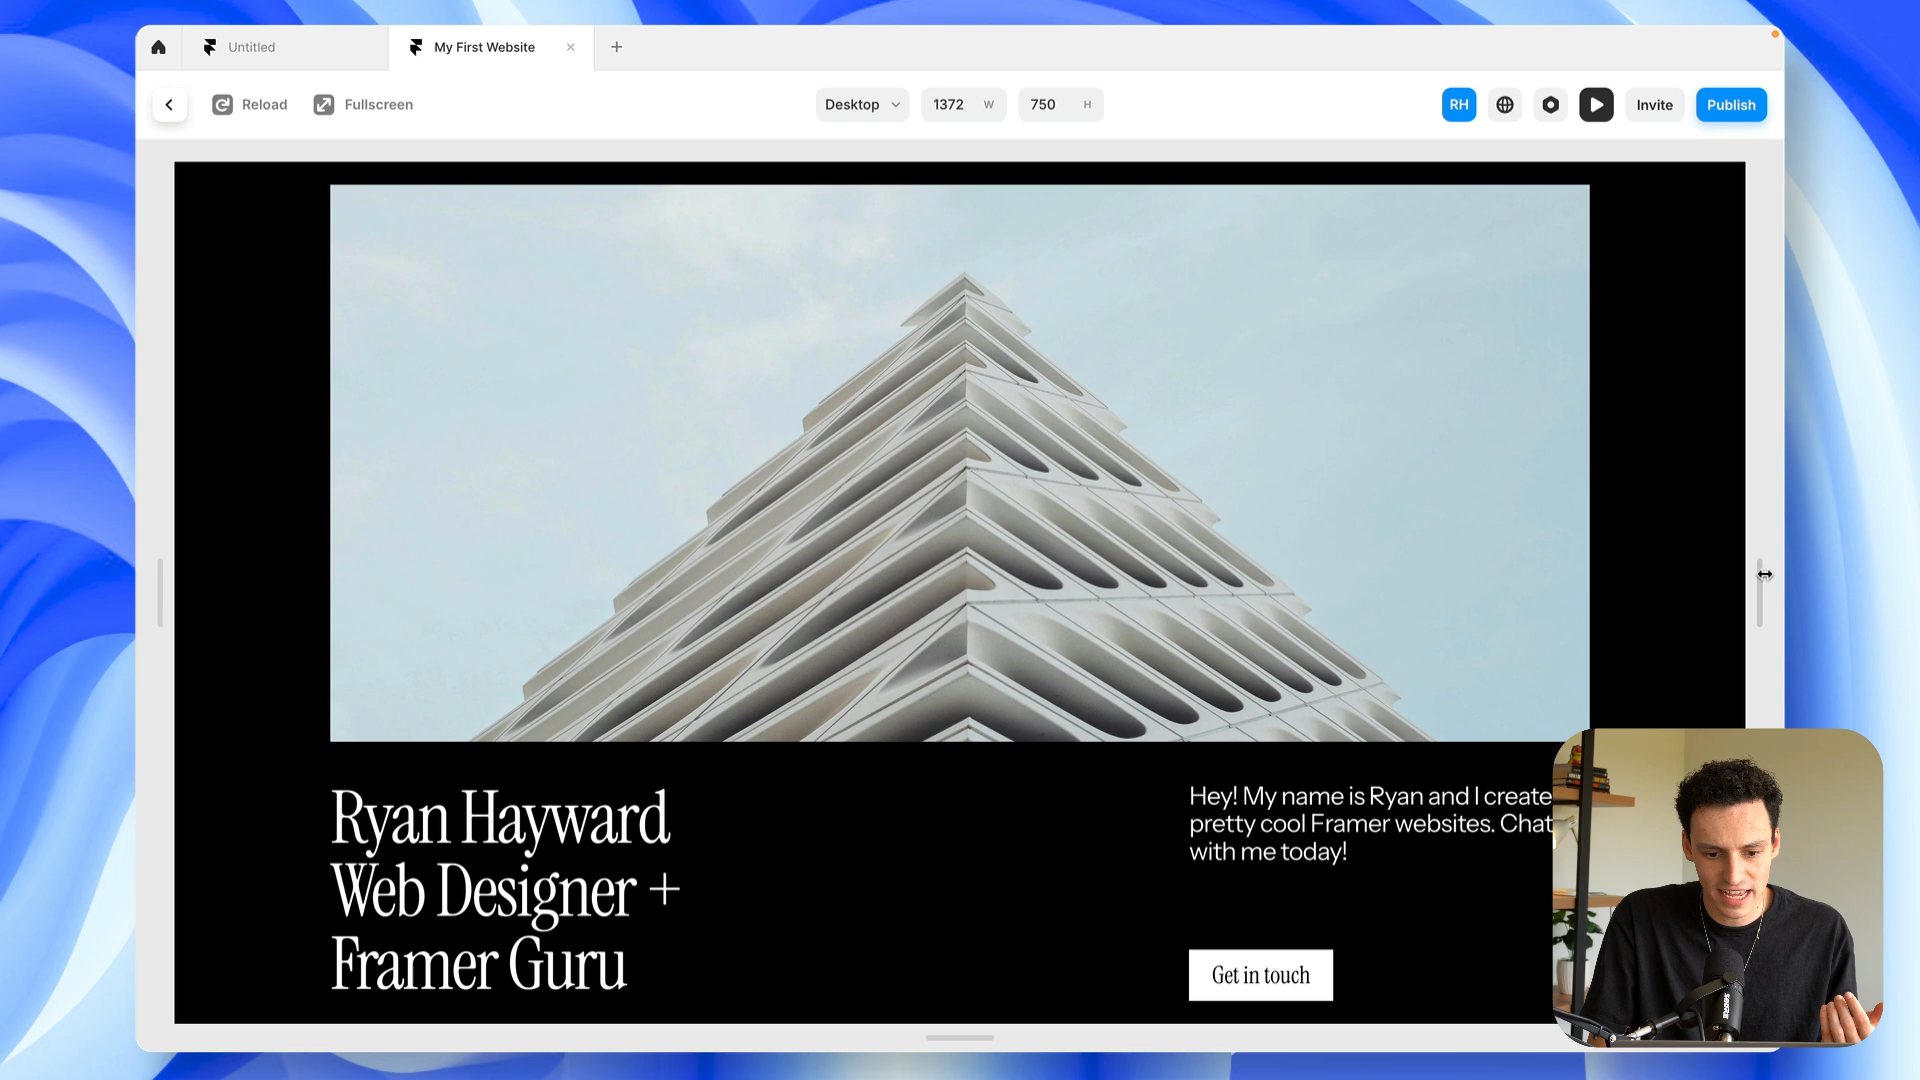 Untitled
My First Website
Reload
Fullscreen
Desktop
1372 W
750 H
RH
Invite
Publish
Ryan Hayward
Web Designer +
Framer Guru
Hey! My name is Ryan and I create
pretty cool Framer websites. Chat
with me today!
Get in touch
SHURE